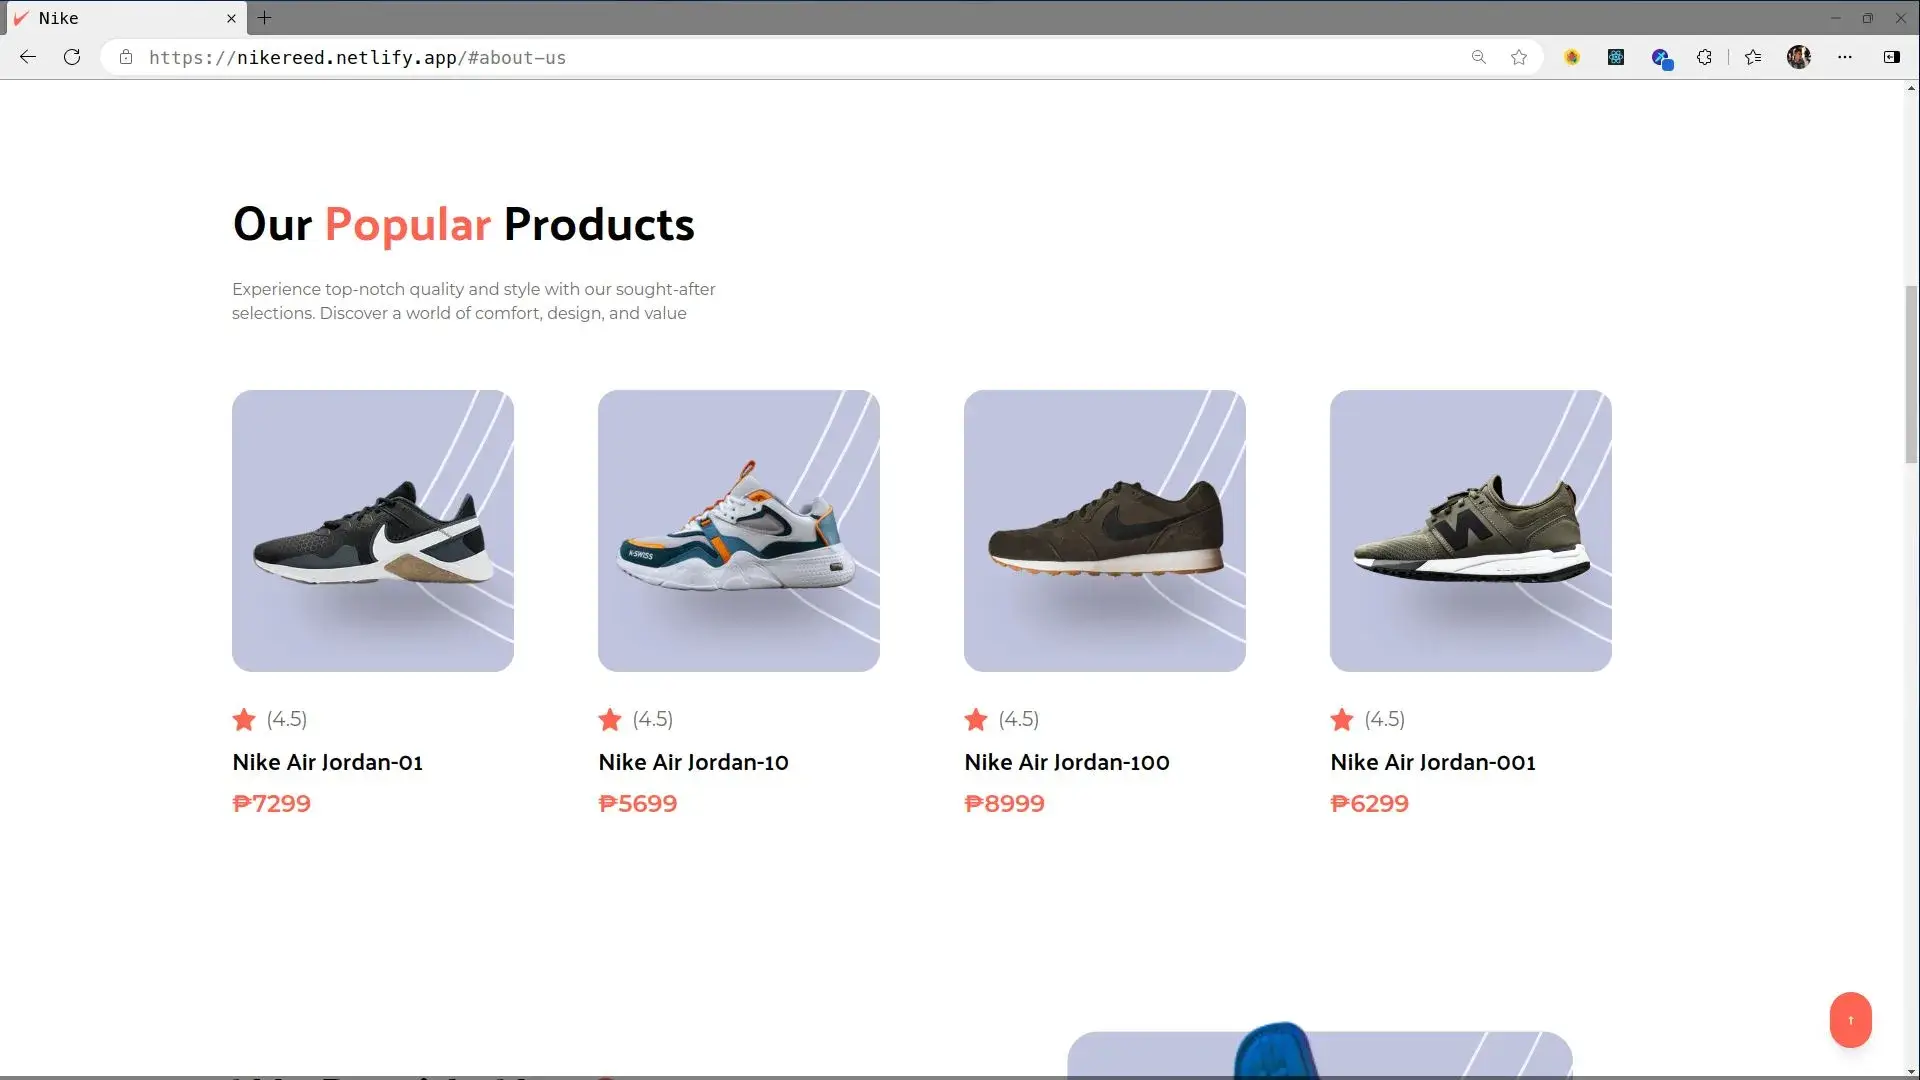 Nike
https://nikereed.netlify.app/#about-us
Our Popular Products
Experience top-notch quality and style with our sought-after
selections. Discover a world of comfort, design, and value
K-SWISS
(4.5)
(4.5)
(4.5)
(4.5)
Nike Air Jordan-01
Nike Air Jordan-10
Nike Air Jordan-100
Nike Air Jordan-001
₱7299
₱5699
₱8999
₱6299
↑